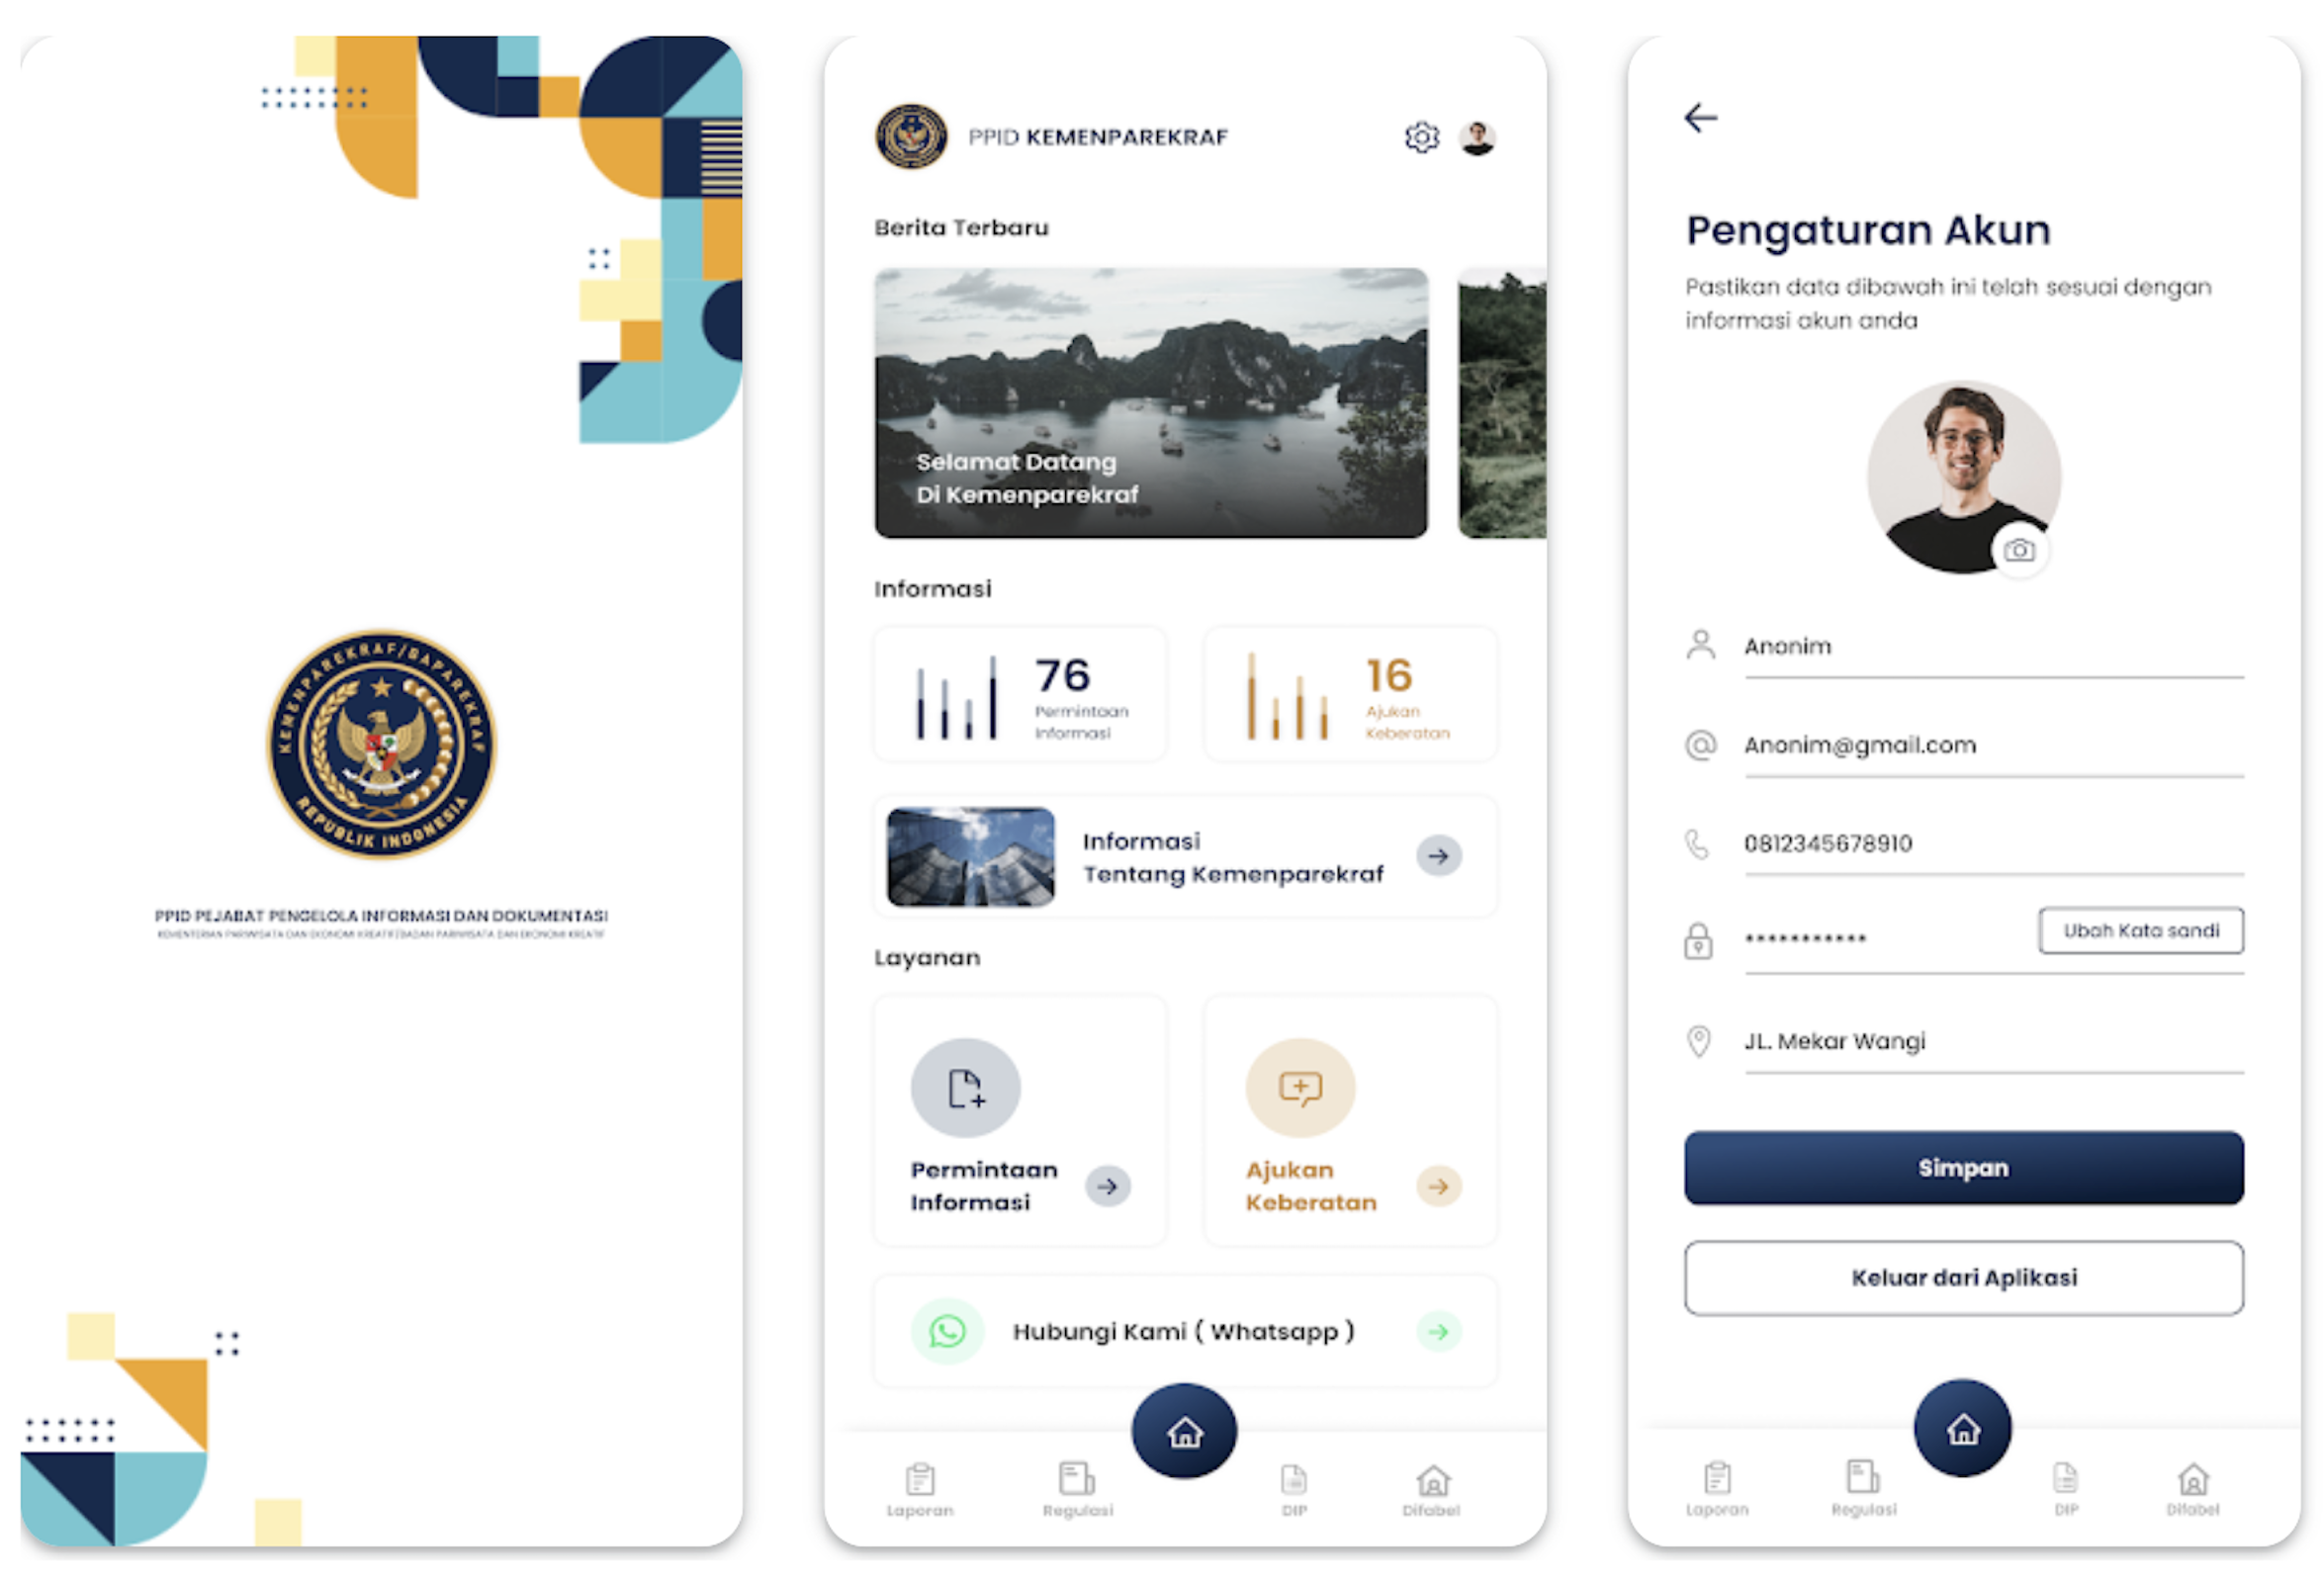 KEMENPAREKRAF/BAPAREKRAF
REPUBLIK INDONESIA
PPID PEJABAT PENGELOLA INFORMASI DAN DOKUMENTASI
KEMENTERIAN PARIWISATA DAN EKONOMI KREATIF/BADAN PARIWISATA DAN EKONOMI KREATIF
PPID KEMENPAREKRAF
Berita Terbaru
Selamat Datang
Di Kemenparekraf
Informasi
76
Permintaan
Informasi
16
Ajukan
Keberatan
Informasi
Tentang Kemenparekraf
Layanan
Permintaan
Informasi
Ajukan
Keberatan
Hubungi Kami ( Whatsapp )
Laporan
Regulasi
DIP
Difabel
Pengaturan Akun
Pastikan data dibawah ini telah sesuai dengan
informasi akun anda
Anonim
Anonim@gmail.com
0812345678910
***********
Ubah Kata sandi
JL. Mekar Wangi
Simpan
Keluar dari Aplikasi
Laporan
Regulasi
DIP
Difabel